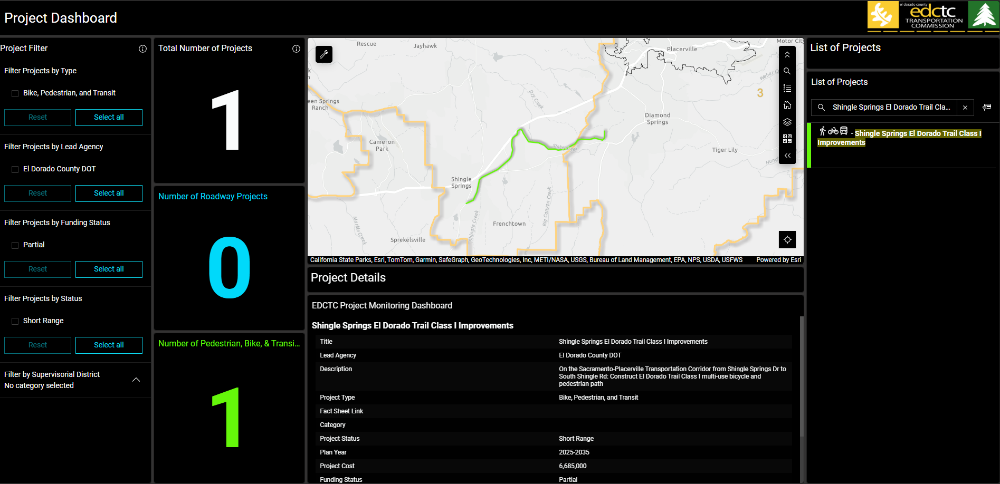 Project Dashboard
el dorado county
edctc
TRANSPORTATION
COMMISSION
Project Filter
Filter Projects by Type
Bike, Pedestrian, and Transit
Reset
Select all
Filter Projects by Lead Agency
El Dorado County DOT
Reset
Select all
Filter Projects by Funding Status
Partial
Reset
Select all
Filter Projects by Status
Short Range
Reset
Select all
Filter by Supervisorial District
No category selected
Total Number of Projects
1
Number of Roadway Projects
0
Number of Pedestrian, Bike, & Transi...
1
Rescue
Jayhawk
Motor City
Placerville
Weber
3
een Springs
Ranch
Dry Creek
Diamond
Springs
Cameron
Park
Slate Creek
Tiger Lily
Shingle
Springs
Big Canyon Creek
Marble Creek
Shingle Creek
Frenchtown
Sprekelsville
California State Parks, Esri, TomTom, Garmin, SafeGraph, GeoTechnologies, Inc, METI/NASA, USGS, Bureau of Land Management, EPA, NPS, USDA, USFWS
Powered by Esri
Project Details
EDCTC Project Monitoring Dashboard
Shingle Springs El Dorado Trail Class I Improvements
Title
Shingle Springs El Dorado Trail Class I Improvements
Lead Agency
El Dorado County DOT
Description
On the Sacramento-Placerville Transportation Corridor from Shingle Springs Dr to
South Shingle Rd: Construct El Dorado Trail Class I multi-use bicycle and
pedestrian path
Project Type
Bike, Pedestrian, and Transit
Fact Sheet Link
Category
Project Status
Short Range
Plan Year
2025-2035
Project Cost
6,685,000
Funding Status
Partial
List of Projects
List of Projects
Shingle Springs El Dorado Trail Cla...
- Shingle Springs El Dorado Trail Class I
Improvements